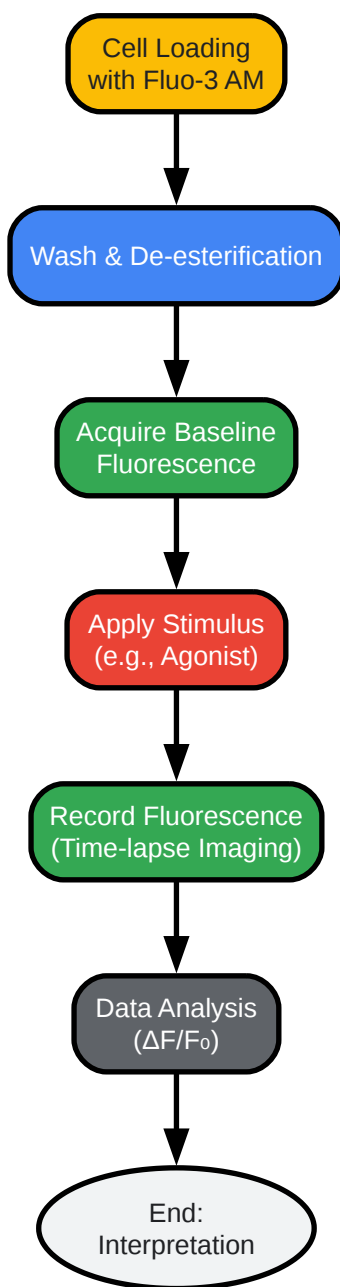 Cell Loading
with Fluo-3 AM
Wash & De-esterification
Acquire Baseline
Fluorescence
Apply Stimulus
(e.g., Agonist)
Record Fluorescence
(Time-lapse Imaging)
Data Analysis
(ΔF/F₀)
End:
Interpretation